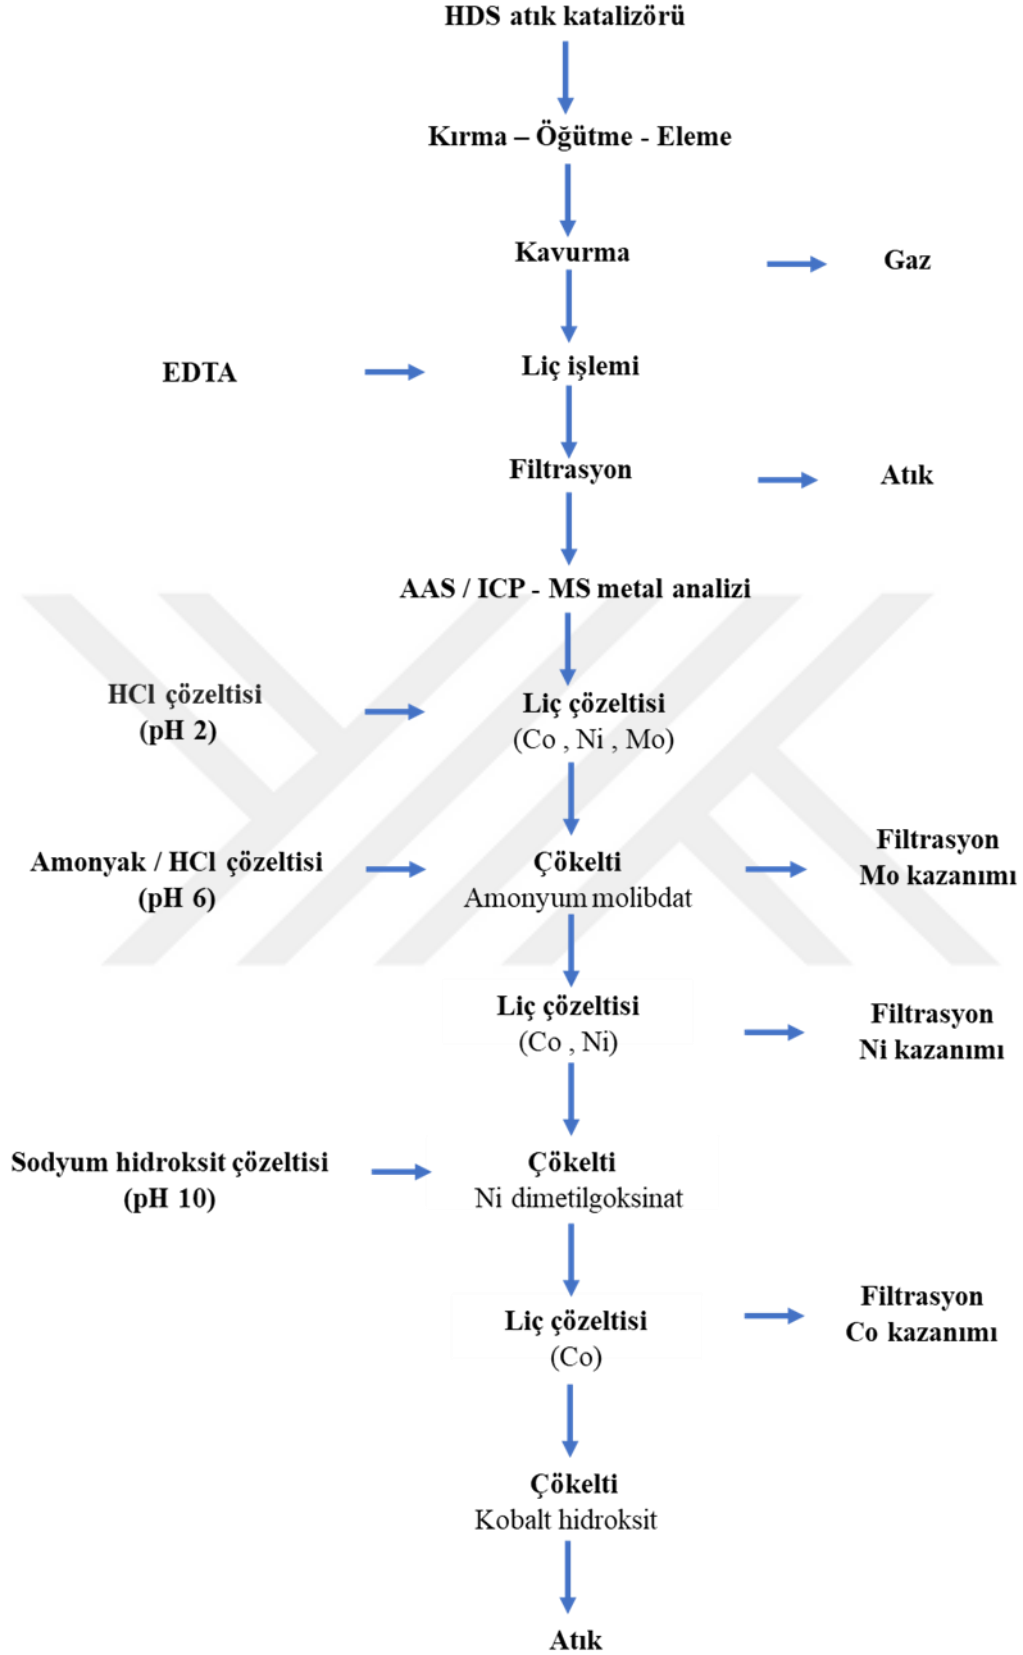 HDS atık katalizörü
Kırma – Öğütme - Eleme
Kavurma
Gaz
EDTA
Liç işlemi
Filtrasyon
Atık
AAS / ICP - MS metal analizi
HCl çözeltisi
(pH 2)
Liç çözeltisi
(Co , Ni , Mo)
Amonyak / HCl çözeltisi
(pH 6)
Çökelti
Amonyum molibdat
Filtrasyon
Mo kazanımı
Liç çözeltisi
(Co , Ni)
Filtrasyon
Ni kazanımı
Sodyum hidroksit çözeltisi
(pH 10)
Çökelti
Ni dimetilgoksinat
Liç çözeltisi
(Co)
Filtrasyon
Co kazanımı
Çökelti
Kobalt hidroksit
Atık